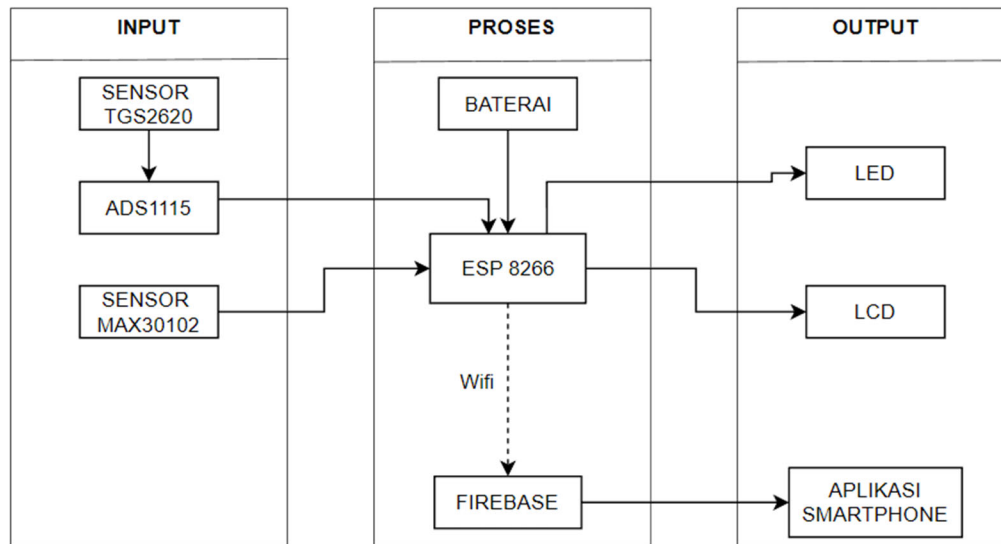 INPUT
SENSOR
TGS2620
ADS1115
SENSOR
MAX30102
PROSES
BATERAI
ESP 8266
Wifi
FIREBASE
OUTPUT
LED
LCD
APLIKASI
SMARTPHONE